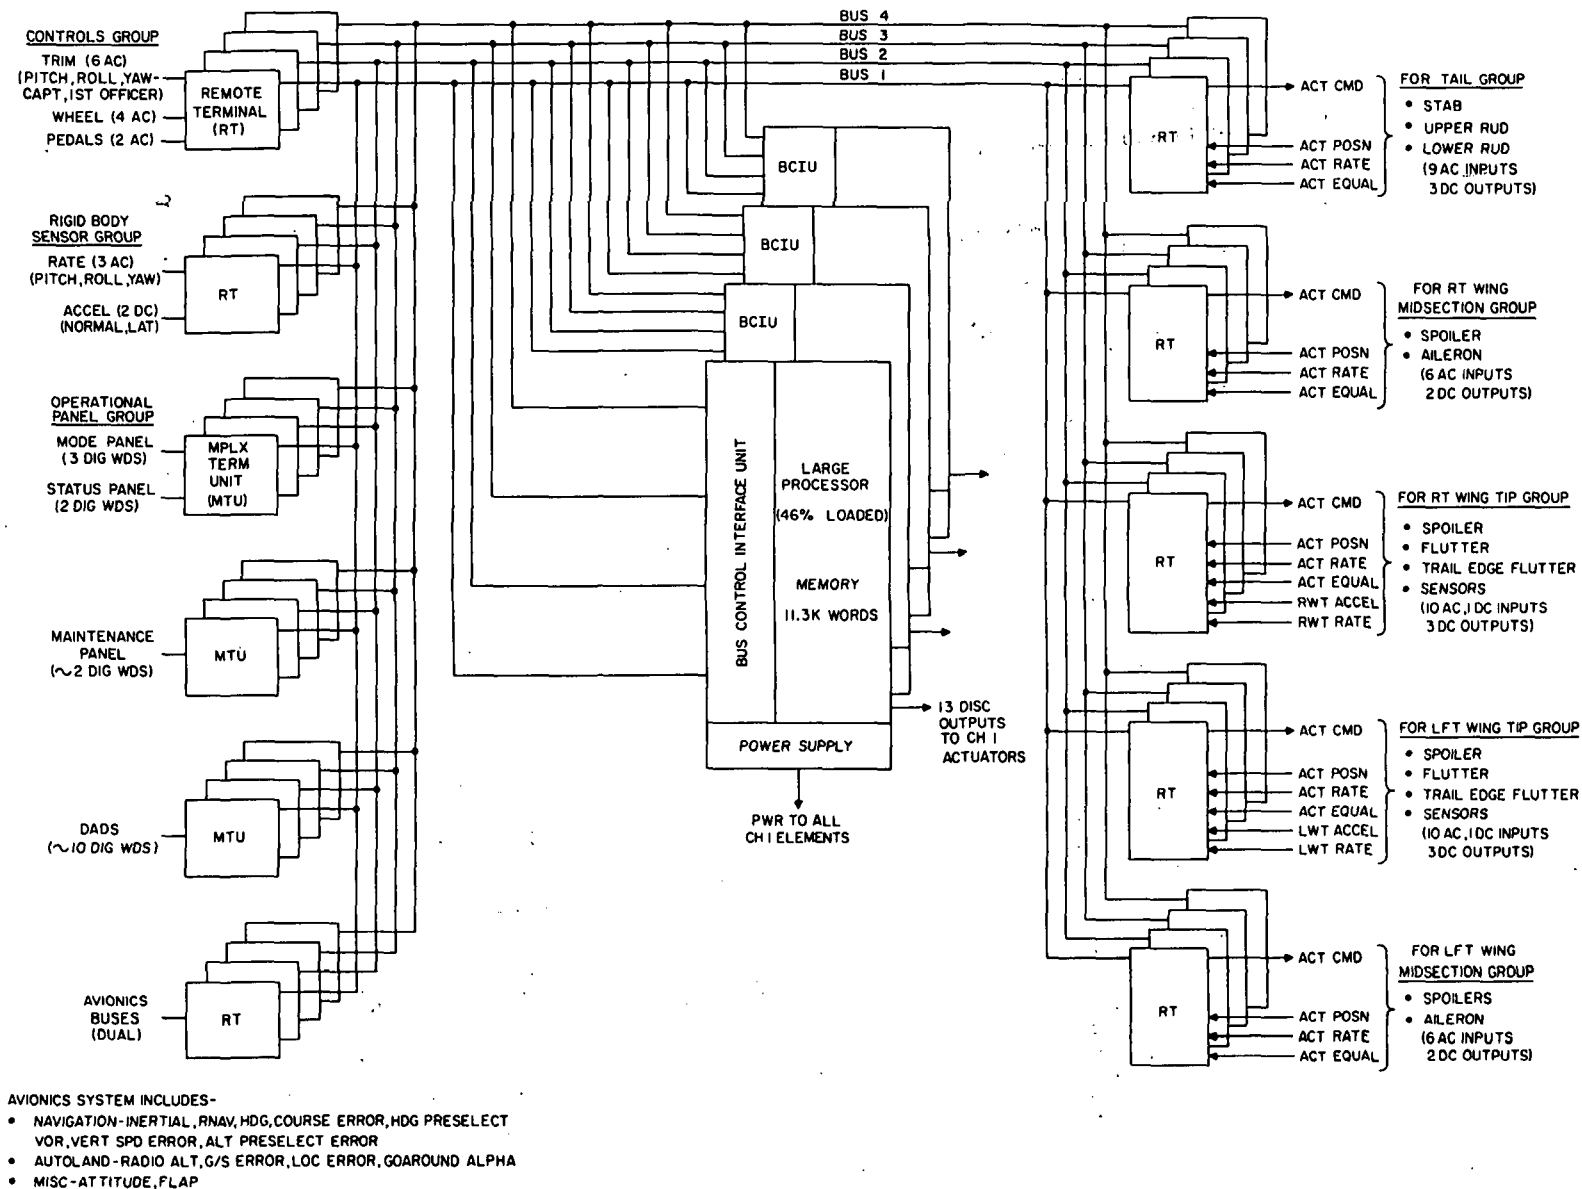 BUS 4
BUS 3
BUS 2
BUS 1
CONTROLS GROUP
TRIM (6 AC)
(PITCH, ROLL, YAW-
CAPT, 1ST OFFICER)
WHEEL (4 AC)
PEDALS (2 AC)
REMOTE
TERMINAL
(RT)
RIGID BODY
SENSOR GROUP
RATE (3 AC)
(PITCH, ROLL, YAW)
ACCEL (2 DC)
(NORMAL, LAT)
RT
OPERATIONAL
PANEL GROUP
MODE PANEL
(3 DIG WDS)
STATUS PANEL
(2 DIG WDS)
MPLX
TERM
UNIT
(MTU)
MAINTENANCE
PANEL
(~2 DIG WDS)
MTU
DADS
(~10 DIG WDS)
MTU
AVIONICS
BUSES
(DUAL)
RT
BCIU
BCIU
BCIU
BUS CONTROL INTERFACE UNIT
LARGE
PROCESSOR
(46% LOADED)
MEMORY
11.3K WORDS
POWER SUPPLY
13 DISC
OUTPUTS
TO CH 1
ACTUATORS
PWR TO ALL
CH 1 ELEMENTS
RT
ACT CMD
ACT POSN
ACT RATE
ACT EQUAL
FOR TAIL GROUP
• STAB
• UPPER RUD
• LOWER RUD
(9 AC INPUTS
3 DC OUTPUTS)
RT
ACT CMD
ACT POSN
ACT RATE
ACT EQUAL
FOR RT WING
MIDSECTION GROUP
• SPOILER
• AILERON
(6 AC INPUTS
2 DC OUTPUTS)
RT
ACT CMD
ACT POSN
ACT RATE
ACT EQUAL
RWT ACCEL
RWT RATE
FOR RT WING TIP GROUP
• SPOILER
• FLUTTER
• TRAIL EDGE FLUTTER
• SENSORS
(10 AC, 1 DC INPUTS
3 DC OUTPUTS)
RT
ACT CMD
ACT POSN
ACT RATE
ACT EQUAL
LWT ACCEL
LWT RATE
FOR LFT WING TIP GROUP
• SPOILER
• FLUTTER
• TRAIL EDGE FLUTTER
• SENSORS
(10 AC, 1 DC INPUTS
3 DC OUTPUTS)
RT
ACT CMD
ACT POSN
ACT RATE
ACT EQUAL
FOR LFT WING
MIDSECTION GROUP
• SPOILERS
• AILERON
(6 AC INPUTS
2 DC OUTPUTS)
AVIONICS SYSTEM INCLUDES-
• NAVIGATION-INERTIAL, RNAV, HDG, COURSE ERROR, HDG PRESELECT
VOR, VERT SPD ERROR, ALT PRESELECT ERROR
• AUTOLAND-RADIO ALT, G/S ERROR, LOC ERROR, GOAROUND ALPHA
• MISC-ATTITUDE, FLAP